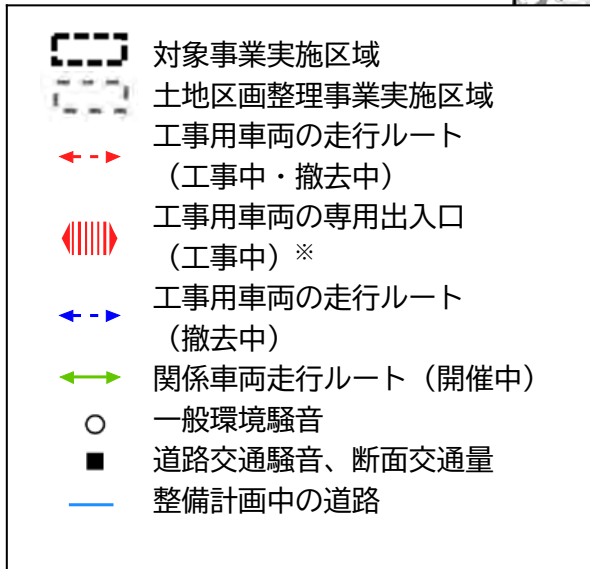 対象事業実施区域
土地区画整理事業実施区域
工事用車両の走行ルート
（工事中・撤去中）
工事用車両の専用出入口
（工事中）※
工事用車両の走行ルート
（撤去中）
関係車両走行ルート（開催中）
一般環境騒音
道路交通騒音、断面交通量
整備計画中の道路